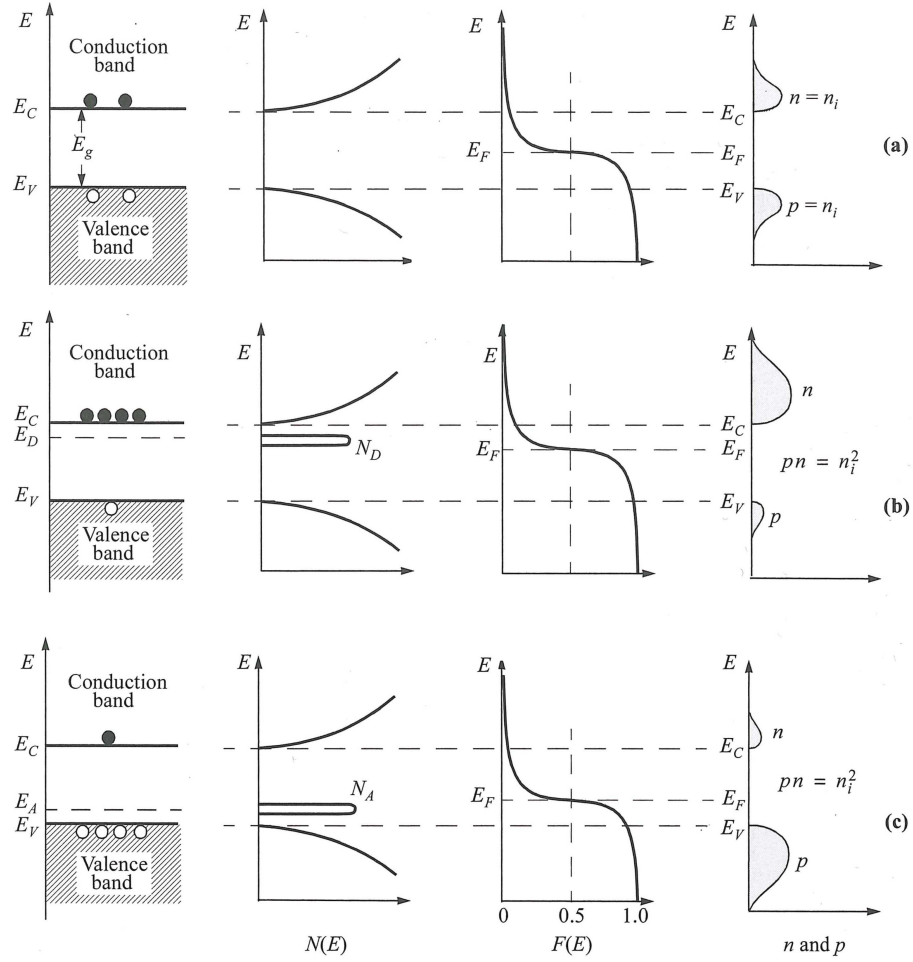 E
Conduction
band
E_C
E_g
E_V
Valence
band
E
E
E_F
E
E_C
E_F
E_V
n = n_i
p = n_i
(a)
E
Conduction
band
E_C
E_D
E_V
Valence
band
E
N_D
E
E_F
E
E_C
E_F
E_V
n
pn = n_i^2
p
(b)
E
Conduction
band
E_C
E_A
E_V
Valence
band
E
N_A
E
E_F
0 0.5 1.0
E
E_C
E_F
E_V
n
pn = n_i^2
p
(c)
N(E) F(E) n and p